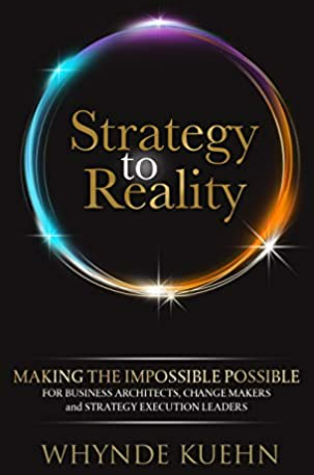 Strategy
to
Reality
MAKING THE IMPOSSIBLE POSSIBLE
FOR BUSINESS ARCHITECTS, CHANGE MAKERS
and STRATEGY EXECUTION LEADERS
WHYNDE KUEHN